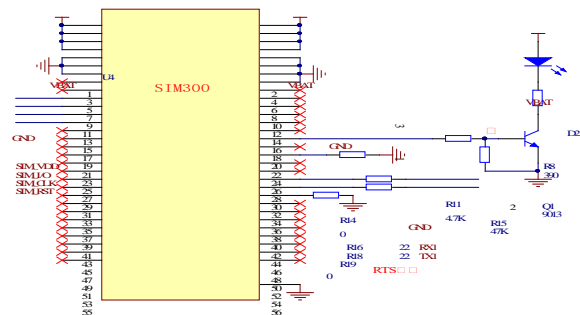 U4
SIM300
VBAT
VBAT
VBAT
1 2
3 4
5 6
7 8
9 10
11 12
13 14
15 16
17 18
19 20
21 22
23 24
25 26
27 28
29 30
31 32
33 34
35 36
37 38
39 40
41 42
43 44
45 46
47 48
49 50
51 52
53 54
55 56
GND
SIM_VDD
SIM_I/O
SIM_CLK
SIM_RST
3
GND
D2
R8
390
R11
4.7K
2
Q1
9013
R15
47K
R14
0
GND
R16 22 RX1
R18 22 TX1
R19
0
RTS